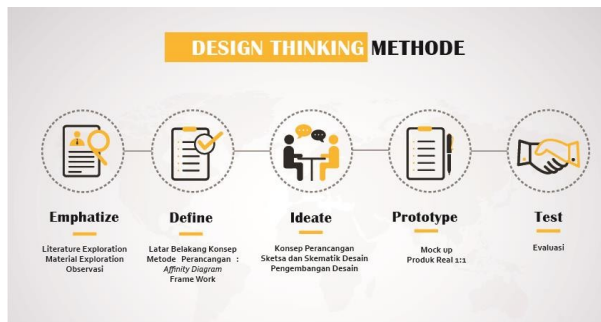 DESIGN THINKING METHODE
Emphatize
Literature Exploration
Material Exploration
Observasi
Define
Latar Belakang Konsep
Metode Perancangan :
Affinity Diagram
Frame Work
Ideate
Konsep Perancangan
Sketsa dan Skematik Desain
Pengembangan Desain
Prototype
Mock up
Produk Real 1:1
Test
Evaluasi